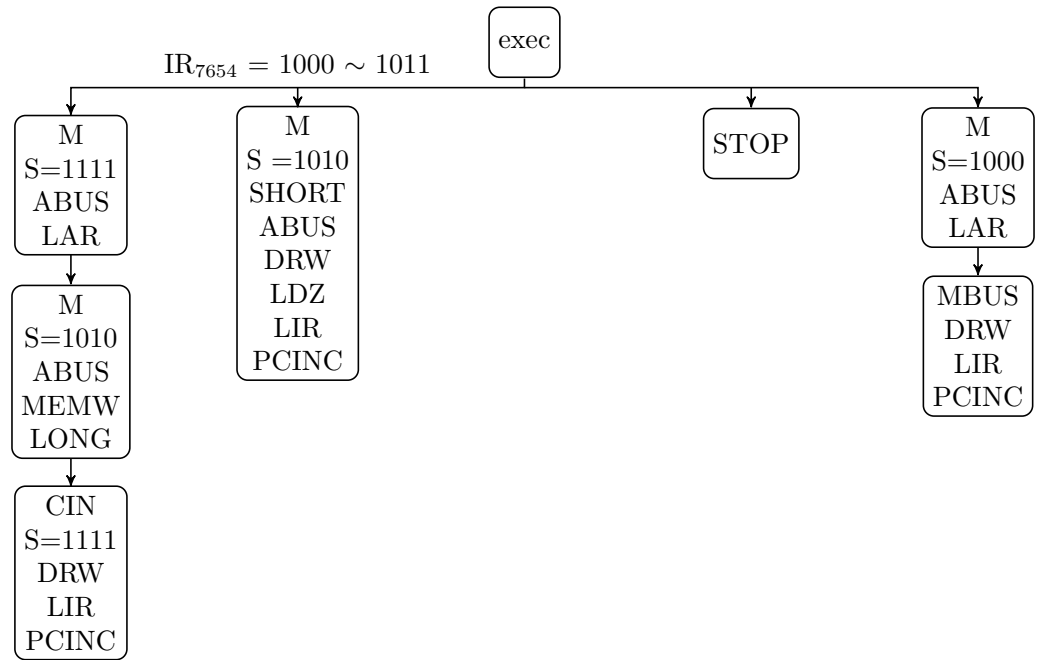 exec
IR₇₆₅₄ = 1000 ∼ 1011
M
S=1111
ABUS
LAR
M
S=1010
ABUS
MEMW
LONG
CIN
S=1111
DRW
LIR
PCINC
M
S =1010
SHORT
ABUS
DRW
LDZ
LIR
PCINC
STOP
M
S=1000
ABUS
LAR
MBUS
DRW
LIR
PCINC